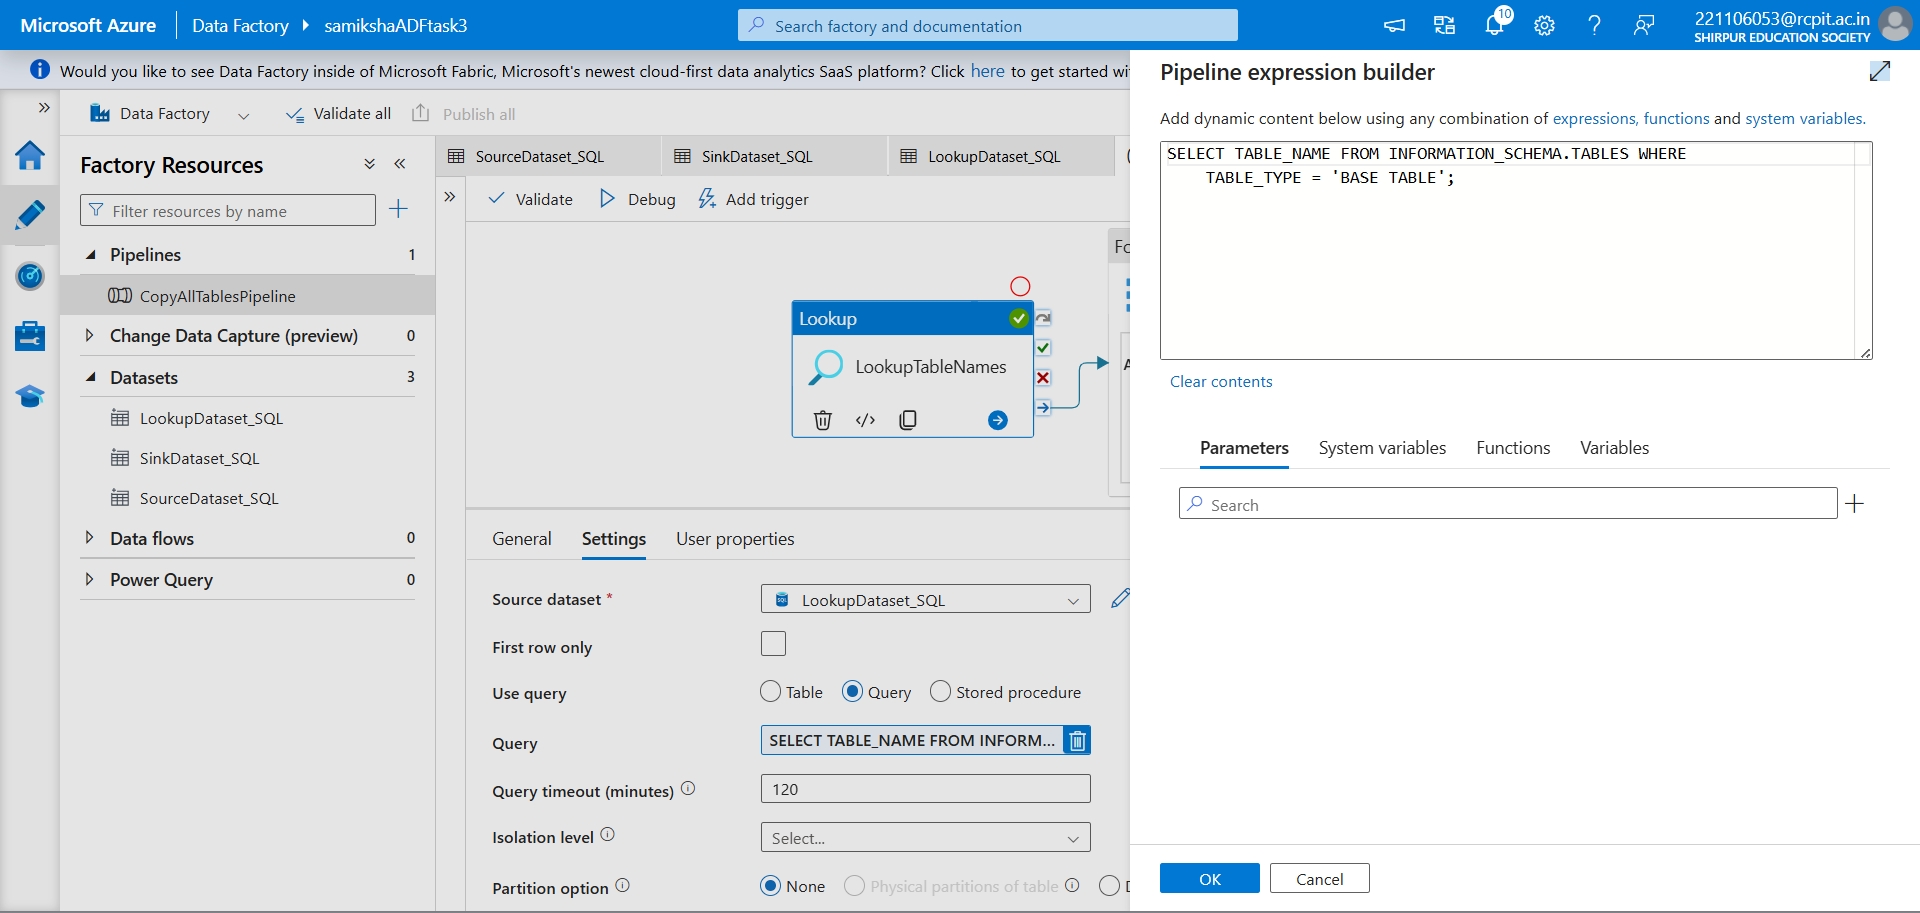 Microsoft Azure
Data Factory
samikshaADFtask3
Search factory and documentation
10
221106053@rcpit.ac.in
SHIRPUR EDUCATION SOCIETY
Would you like to see Data Factory inside of Microsoft Fabric, Microsoft's newest cloud-first data analytics SaaS platform? Click here to get started wi
Data Factory
Validate all
Publish all
Factory Resources
Filter resources by name
Pipelines 1
CopyAllTablesPipeline
Change Data Capture (preview) 0
Datasets 3
LookupDataset_SQL
SinkDataset_SQL
SourceDataset_SQL
Data flows 0
Power Query 0
SourceDataset_SQL
SinkDataset_SQL
LookupDataset_SQL
Validate
Debug
Add trigger
Fo
Lookup
LookupTableNames
A
General
Settings
User properties
Source dataset *
LookupDataset_SQL
First row only
Use query
Table
Query
Stored procedure
Query
SELECT TABLE_NAME FROM INFORM...
Query timeout (minutes)
120
Isolation level
Select...
Partition option
None
Physical partitions of table
Pipeline expression builder
Add dynamic content below using any combination of expressions, functions and system variables.
SELECT TABLE_NAME FROM INFORMATION_SCHEMA.TABLES WHERE
TABLE_TYPE = 'BASE TABLE';
Clear contents
Parameters
System variables
Functions
Variables
Search
OK
Cancel